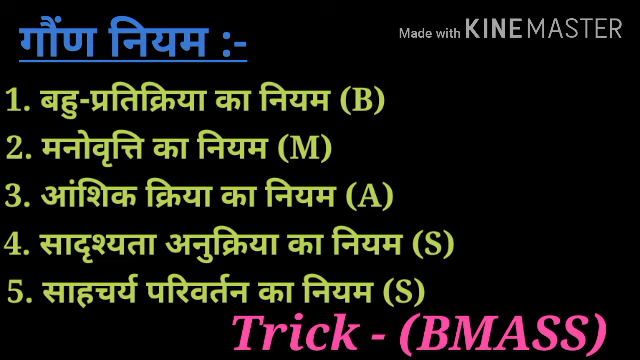 गौंण नियम :-
Made with KINEMASTER
1. बहु-प्रतिक्रिया का नियम (B)
2. मनोवृत्ति का नियम (M)
3. आंशिक क्रिया का नियम (A)
4. सादृश्यता अनुक्रिया का नियम (S)
5. साहचर्य परिवर्तन का नियम (S)
Trick - (BMASS)